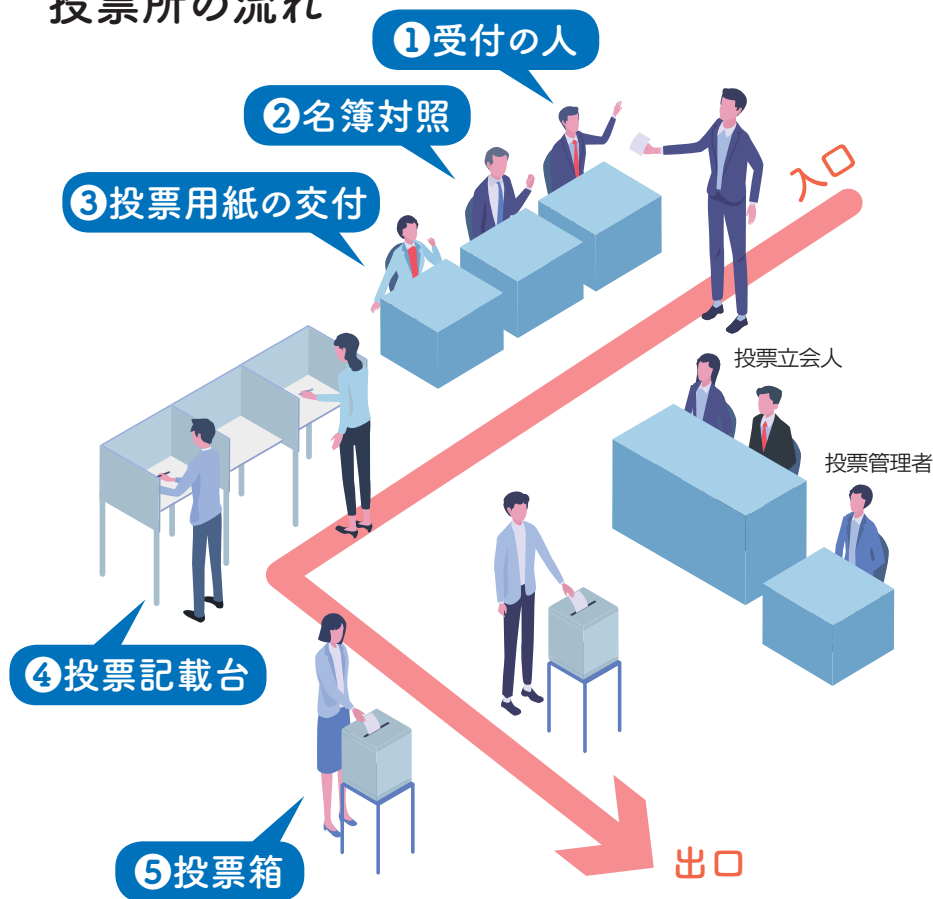 投票所の流れ
❶受付の人
❷名簿対照
❸投票用紙の交付
入口
投票立会人
投票管理者
❹投票記載台
❺投票箱
出口